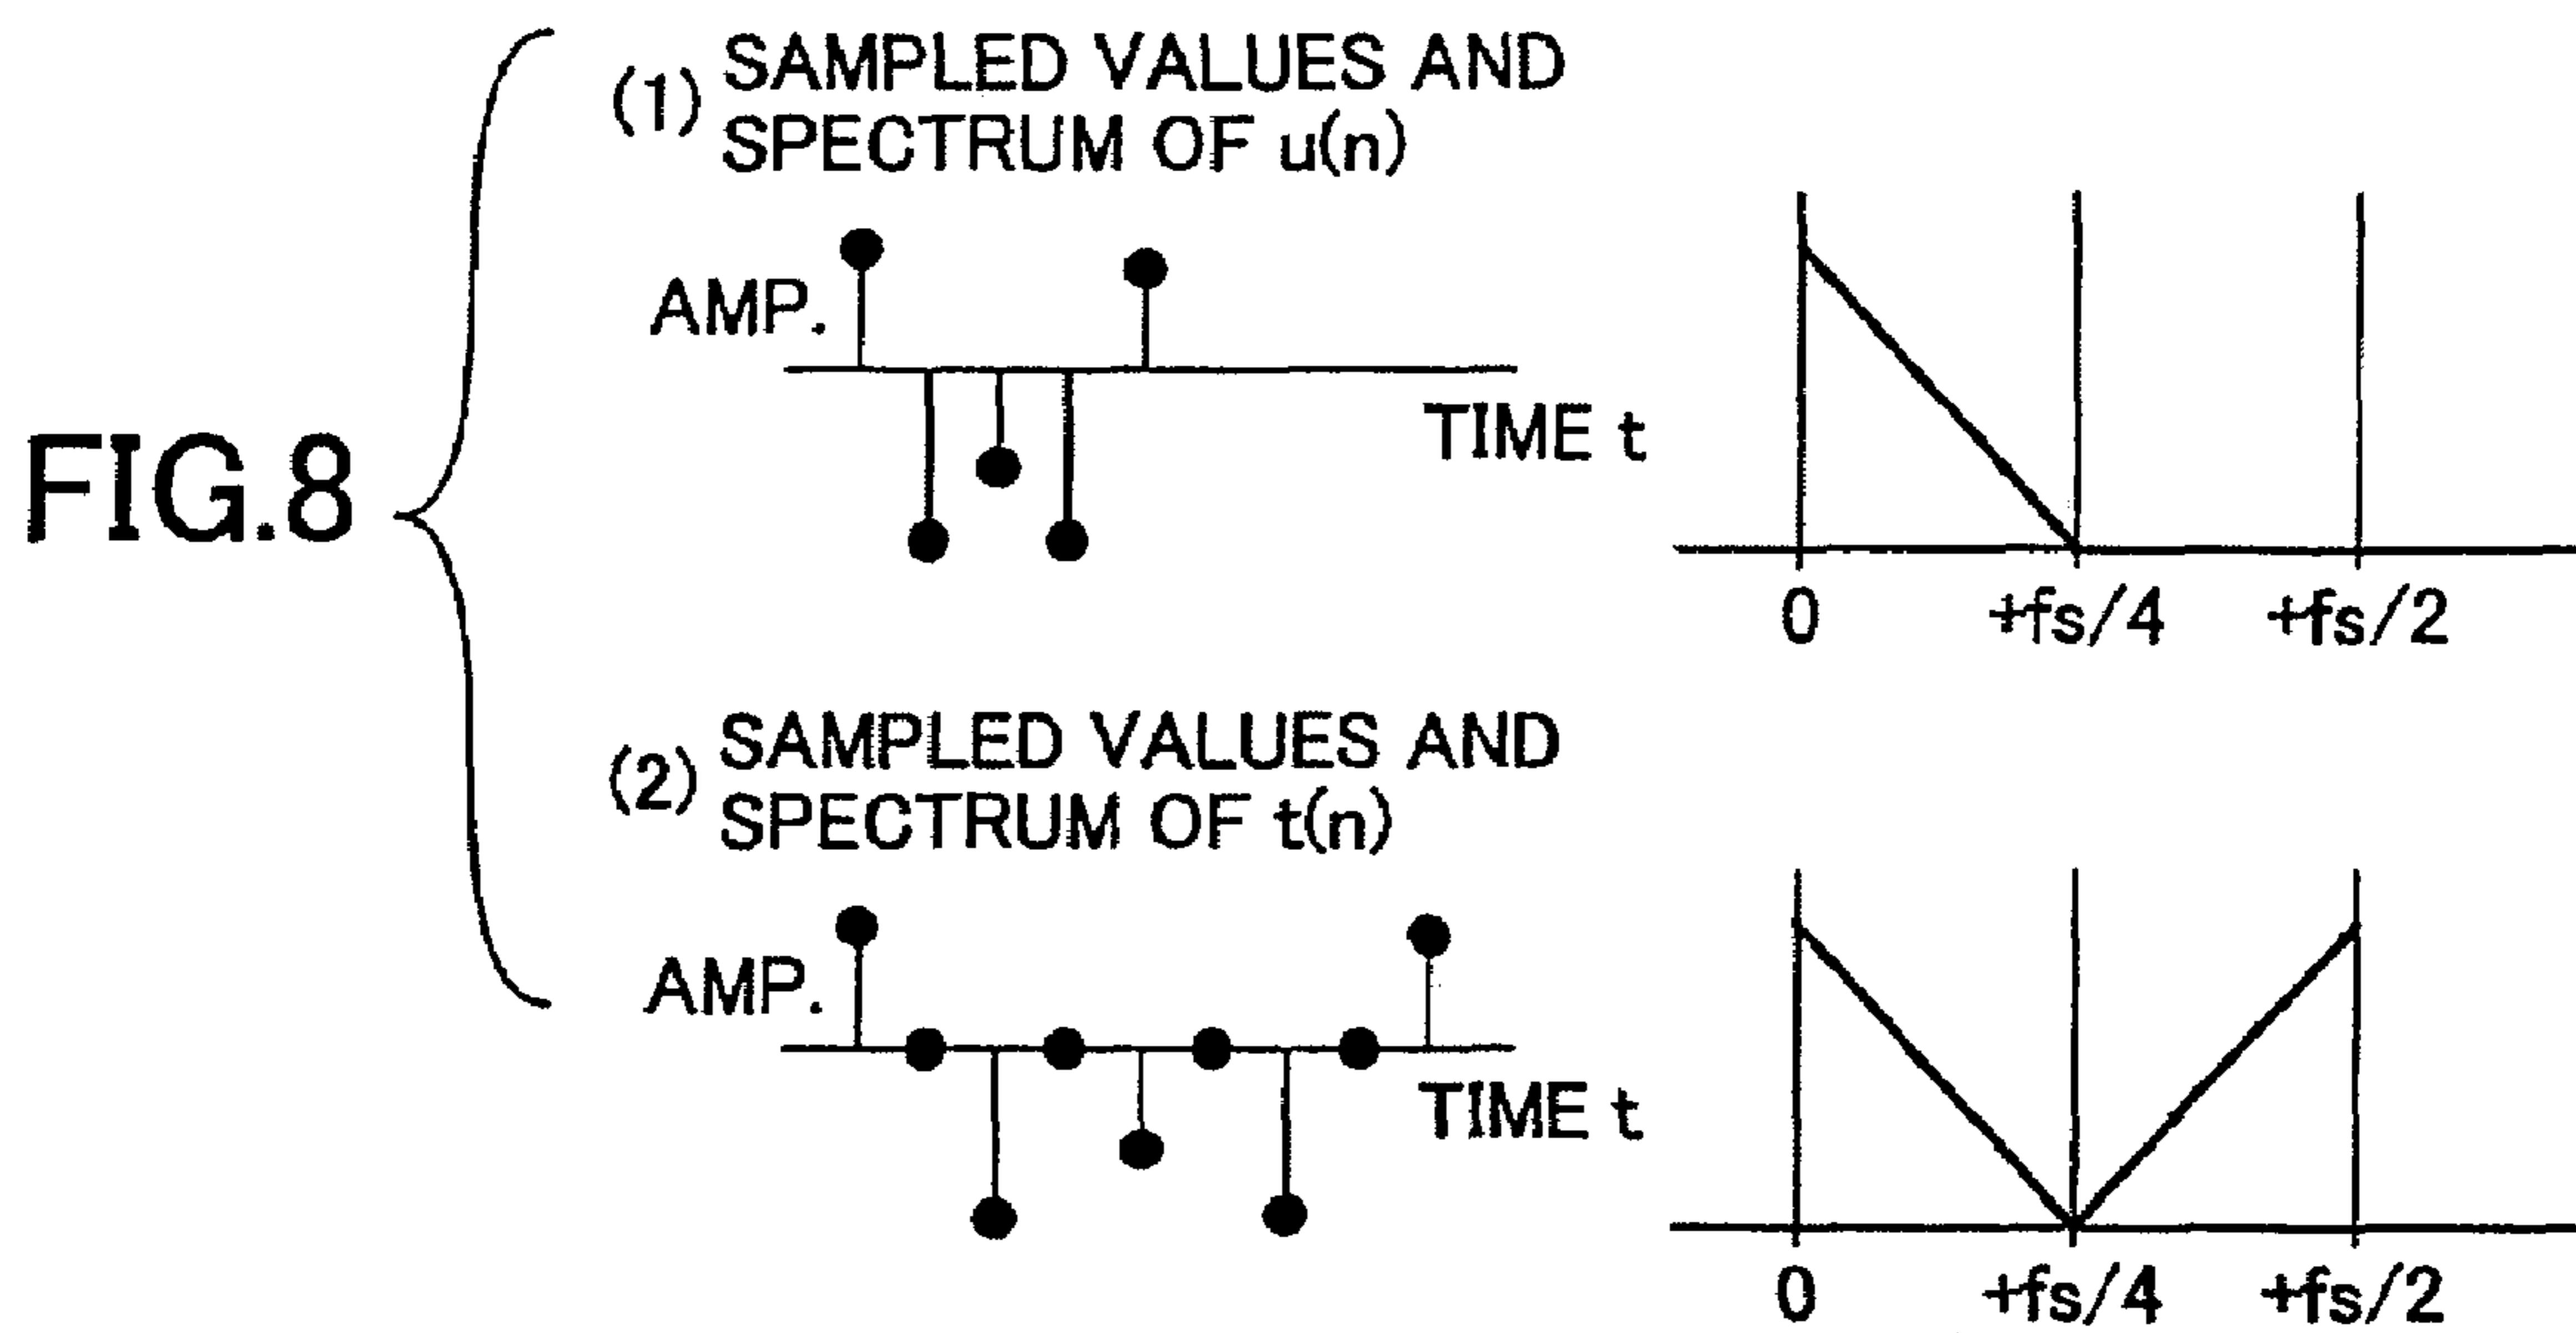 FIG.8
(1) SAMPLED VALUES AND
SPECTRUM OF u(n)
AMP.
TIME t
0 +fs/4 +fs/2
(2) SAMPLED VALUES AND
SPECTRUM OF t(n)
AMP.
TIME t
0 +fs/4 +fs/2